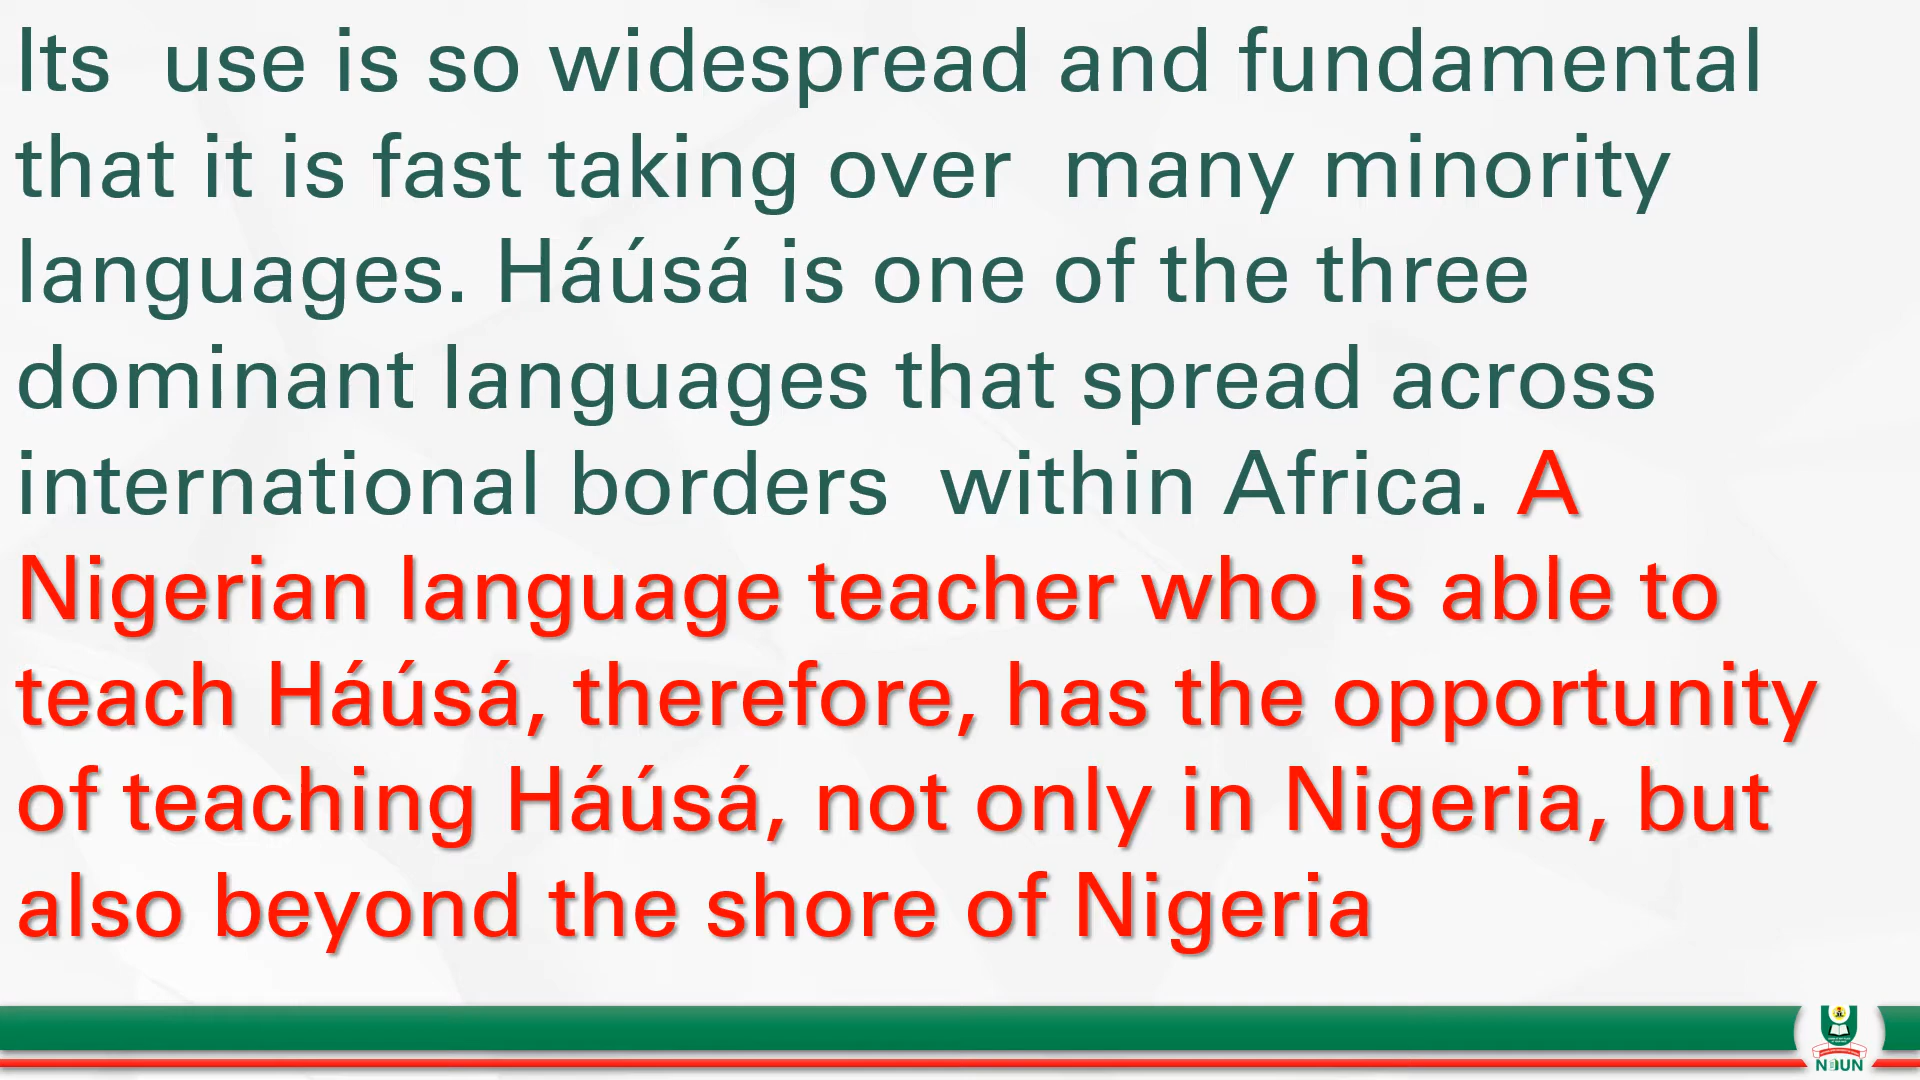 Its  use is so widespread and fundamental
that it is fast taking over  many minority
languages. Háúsá is one of the three
dominant languages that spread across
international borders  within Africa. A
Nigerian language teacher who is able to
teach Háúsá, therefore, has the opportunity
of teaching Háúsá, not only in Nigeria, but
also beyond the shore of Nigeria
NOUN